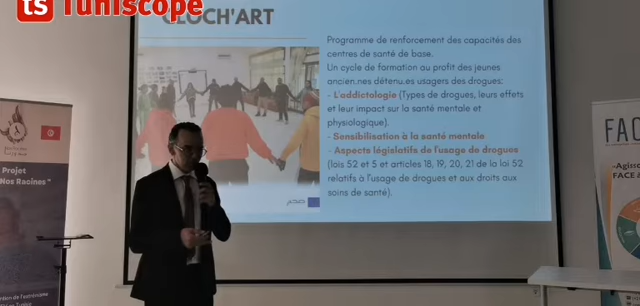 ts Tuniscope
CLOCH'ART
Programme de renforcement des capacités des
centres de santé de base.
Un cycle de formation au profit des jeunes
ancien.nes détenu.es usagers des drogues:
- L'addictologie (Types de drogues, leurs effets
et leur impact sur la santé mentale et
physiologique).
- Sensibilisation à la santé mentale
- Aspects législatifs de l'usage de drogues
(lois 52 et 5 et articles 18, 19, 20, 21 de la loi 52
relatifs à l'usage de drogues et aux droits aux
soins de santé).
Projet
Nos Racines"
FAC
Agisso
FACE